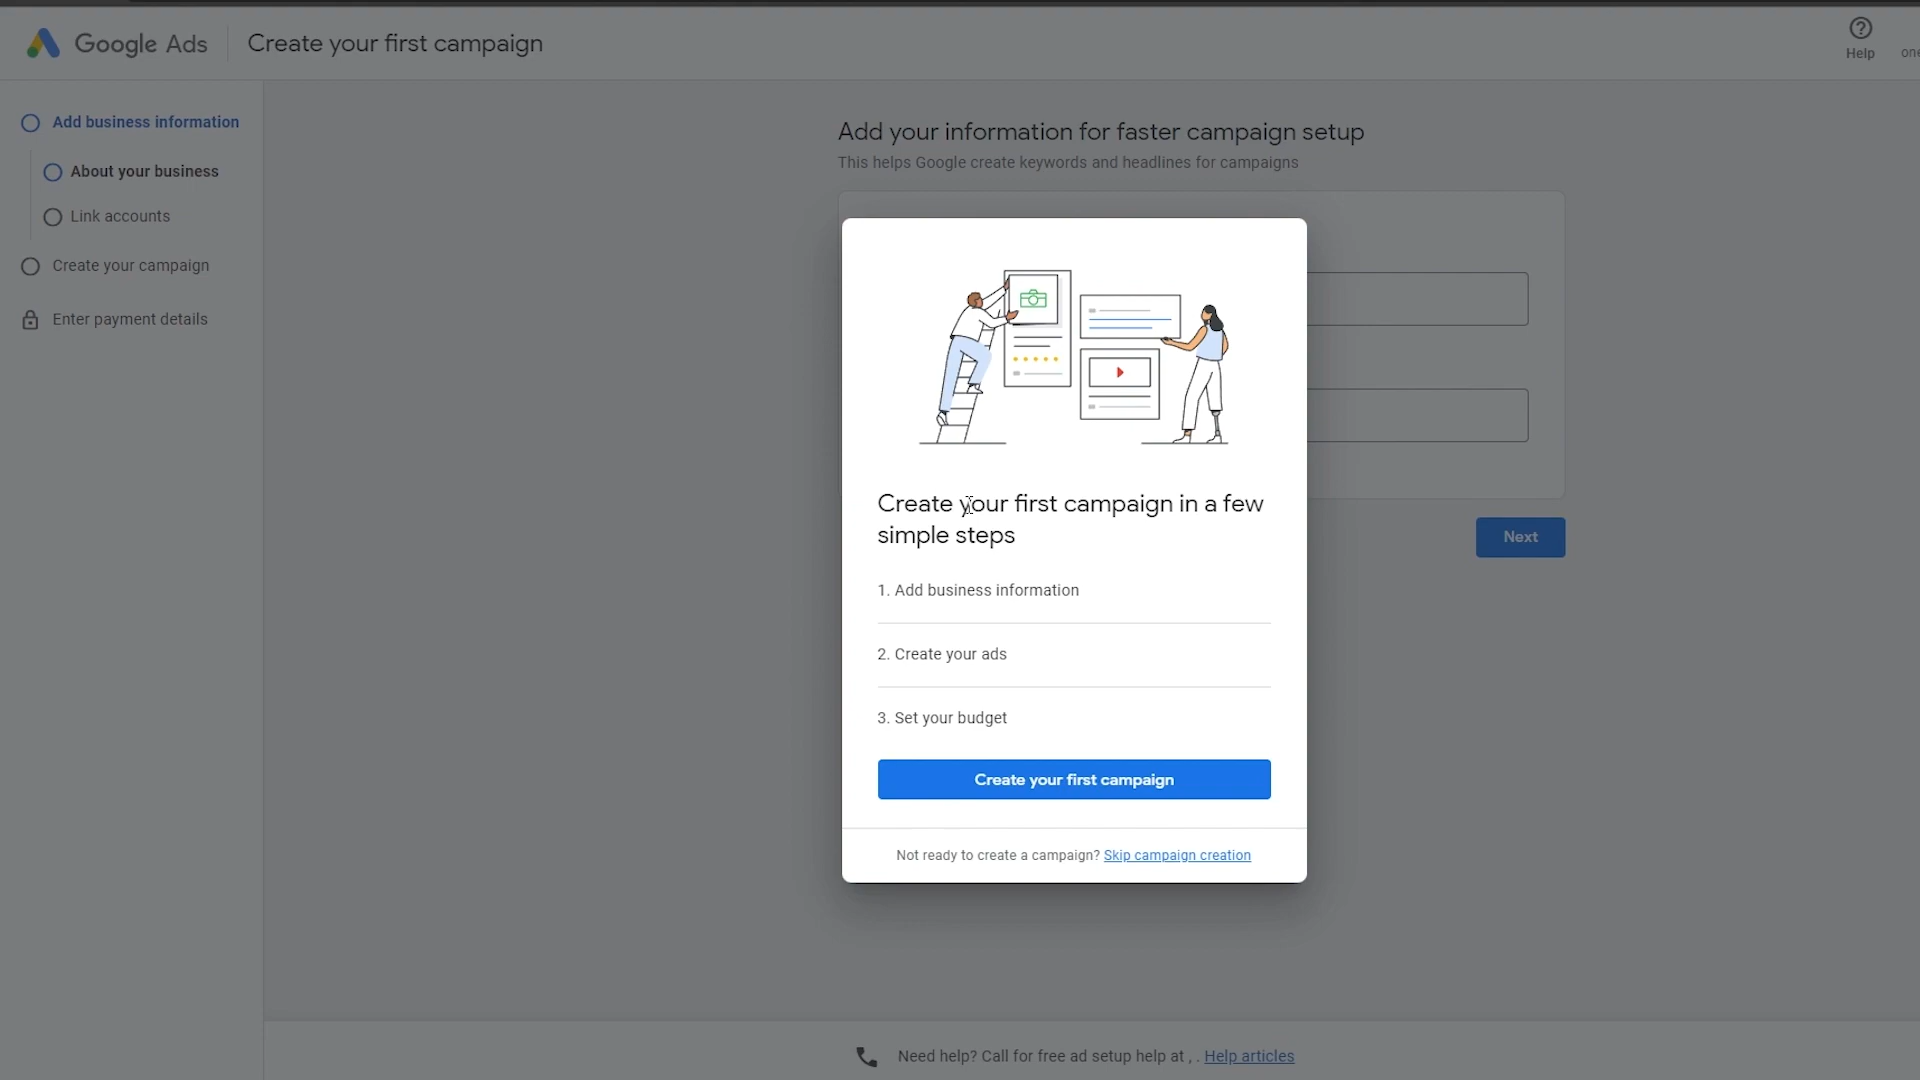 Google Ads
Create your first campaign
Help
Add business information
About your business
Link accounts
Create your campaign
Enter payment details
Add your information for faster campaign setup
This helps Google create keywords and headlines for campaigns
Create your first campaign in a few
simple steps
1. Add business information
2. Create your ads
3. Set your budget
Create your first campaign
Not ready to create a campaign? Skip campaign creation
Next
Need help? Call for free ad setup help at , . Help articles